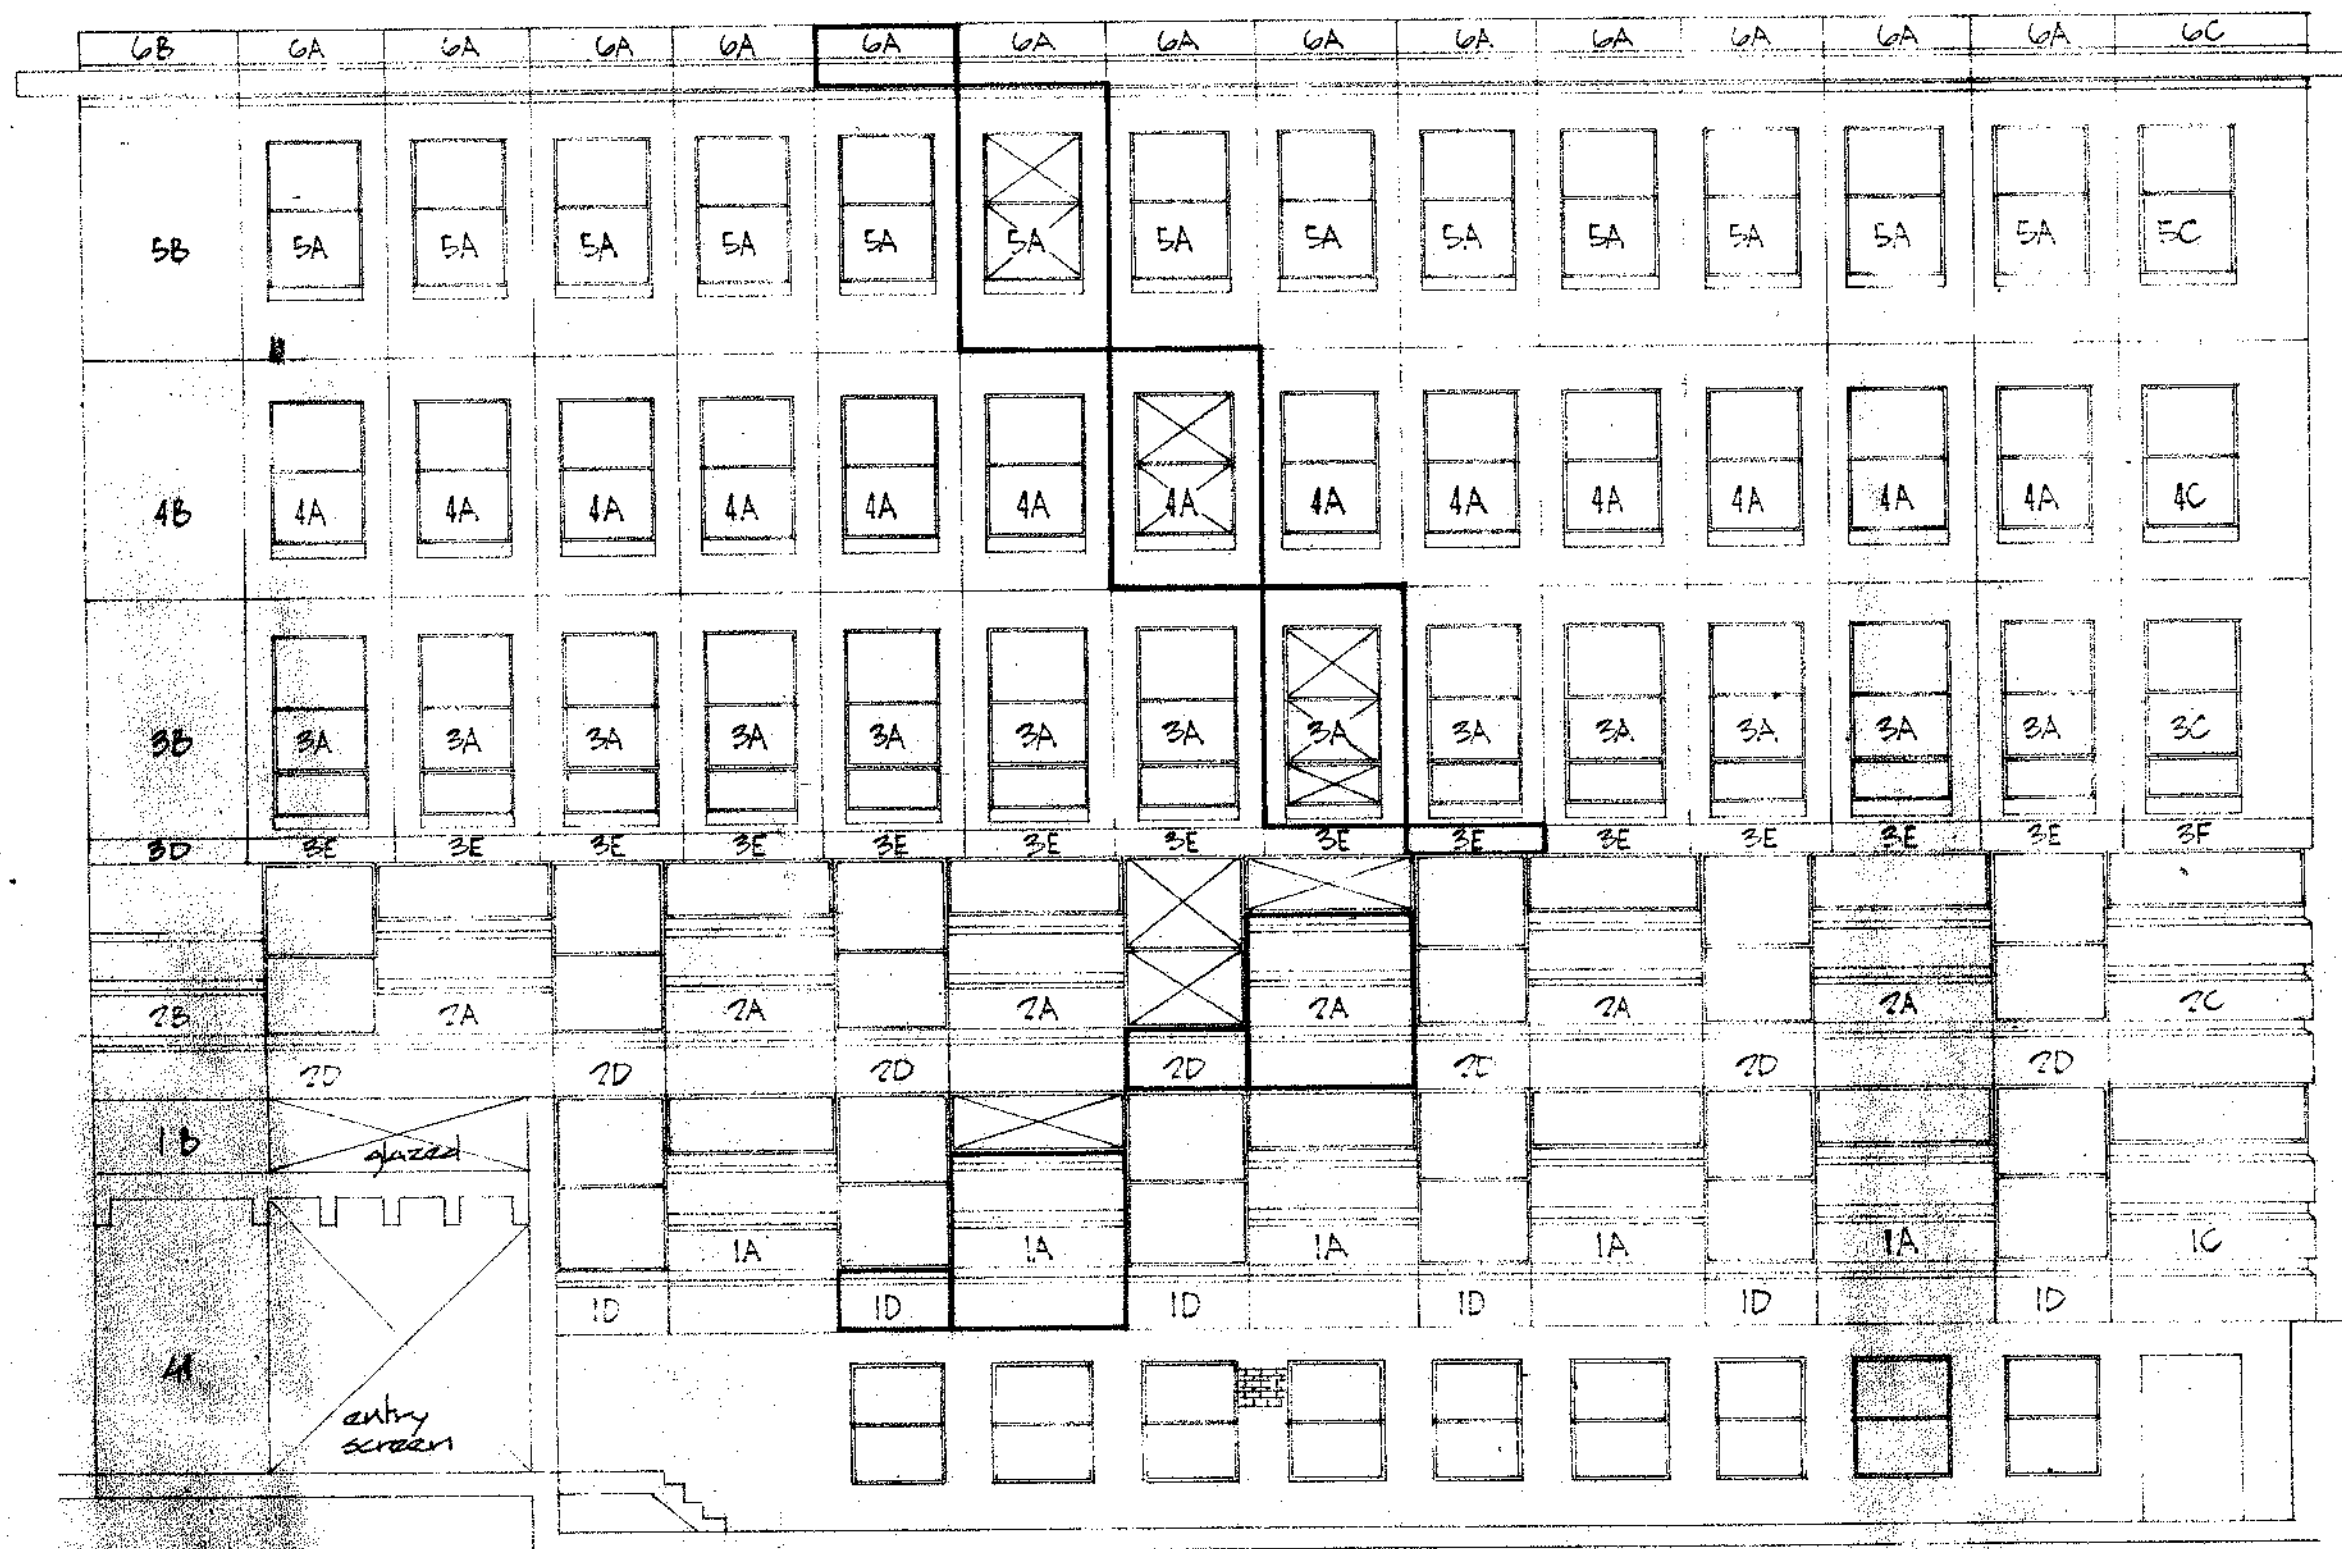 6B 6A 6A 6A 6A 6A 6A 6A 6A 6A 6A 6A 6A 6A 6C
5B 5A 5A 5A 5A 5A 5A 5A 5A 5A 5A 5A 5A 5A 5C
4B 4A 4A 4A 4A 4A 4A 4A 4A 4A 4A 4A 4A 4A 4C
3B 3A 3A 3A 3A 3A 3A 3A 3A 3A 3A 3A 3A 3A 3C
3D 3E 3E 3E 3E 3E 3E 3E 3E 3E 3E 3E 3E 3E 3F
2B 2A 2A 2A 2A 2A 2A 2C
2D 2D 2D 2D 2D 2D 2D
1B glazed
1A 1A 1A 1A 1A 1C
1D 1D 1D 1D 1D 1D
entry
screen